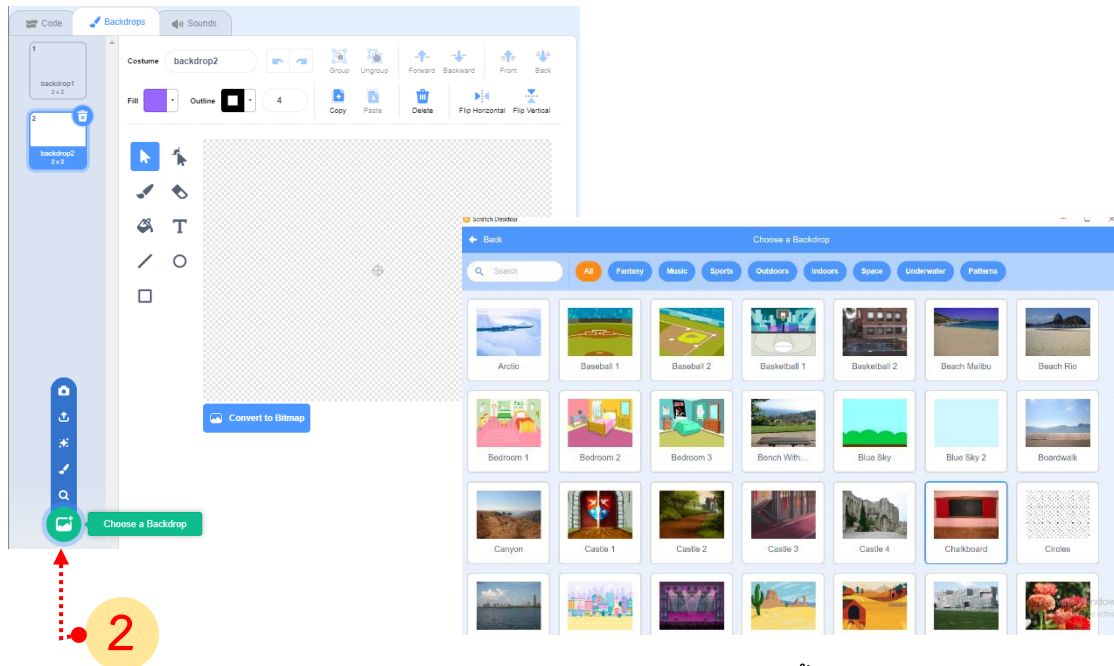 Code Backdrops Sounds
1
backdrop1
2 x 2
2
backdrop2
2 x 2
Costume backdrop2
Group Ungroup Forward Backward Front Back
Fill Outline 4
Copy Paste Delete Flip Horizontal Flip Vertical
T
Convert to Bitmap
Choose a Backdrop
2
Scratch Desktop
Back Choose a Backdrop
Search All Fantasy Music Sports Outdoors Indoors Space Underwater Patterns
Arctic Baseball 1 Baseball 2 Basketball 1 Basketball 2 Beach Malibu Beach Rio
Bedroom 1 Bedroom 2 Bedroom 3 Bench With... Blue Sky Blue Sky 2 Boardwalk
Canyon Castle 1 Castle 2 Castle 3 Castle 4 Chalkboard Circles